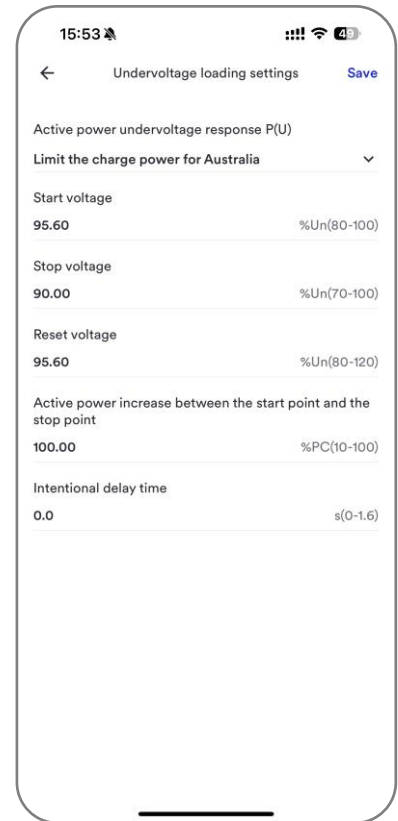 15:53
49
Undervoltage loading settings Save
Active power undervoltage response P(U)
Limit the charge power for Australia
Start voltage
95.60 %Un(80-100)
Stop voltage
90.00 %Un(70-100)
Reset voltage
95.60 %Un(80-120)
Active power increase between the start point and the
stop point
100.00 %PC(10-100)
Intentional delay time
0.0 s(0-1.6)